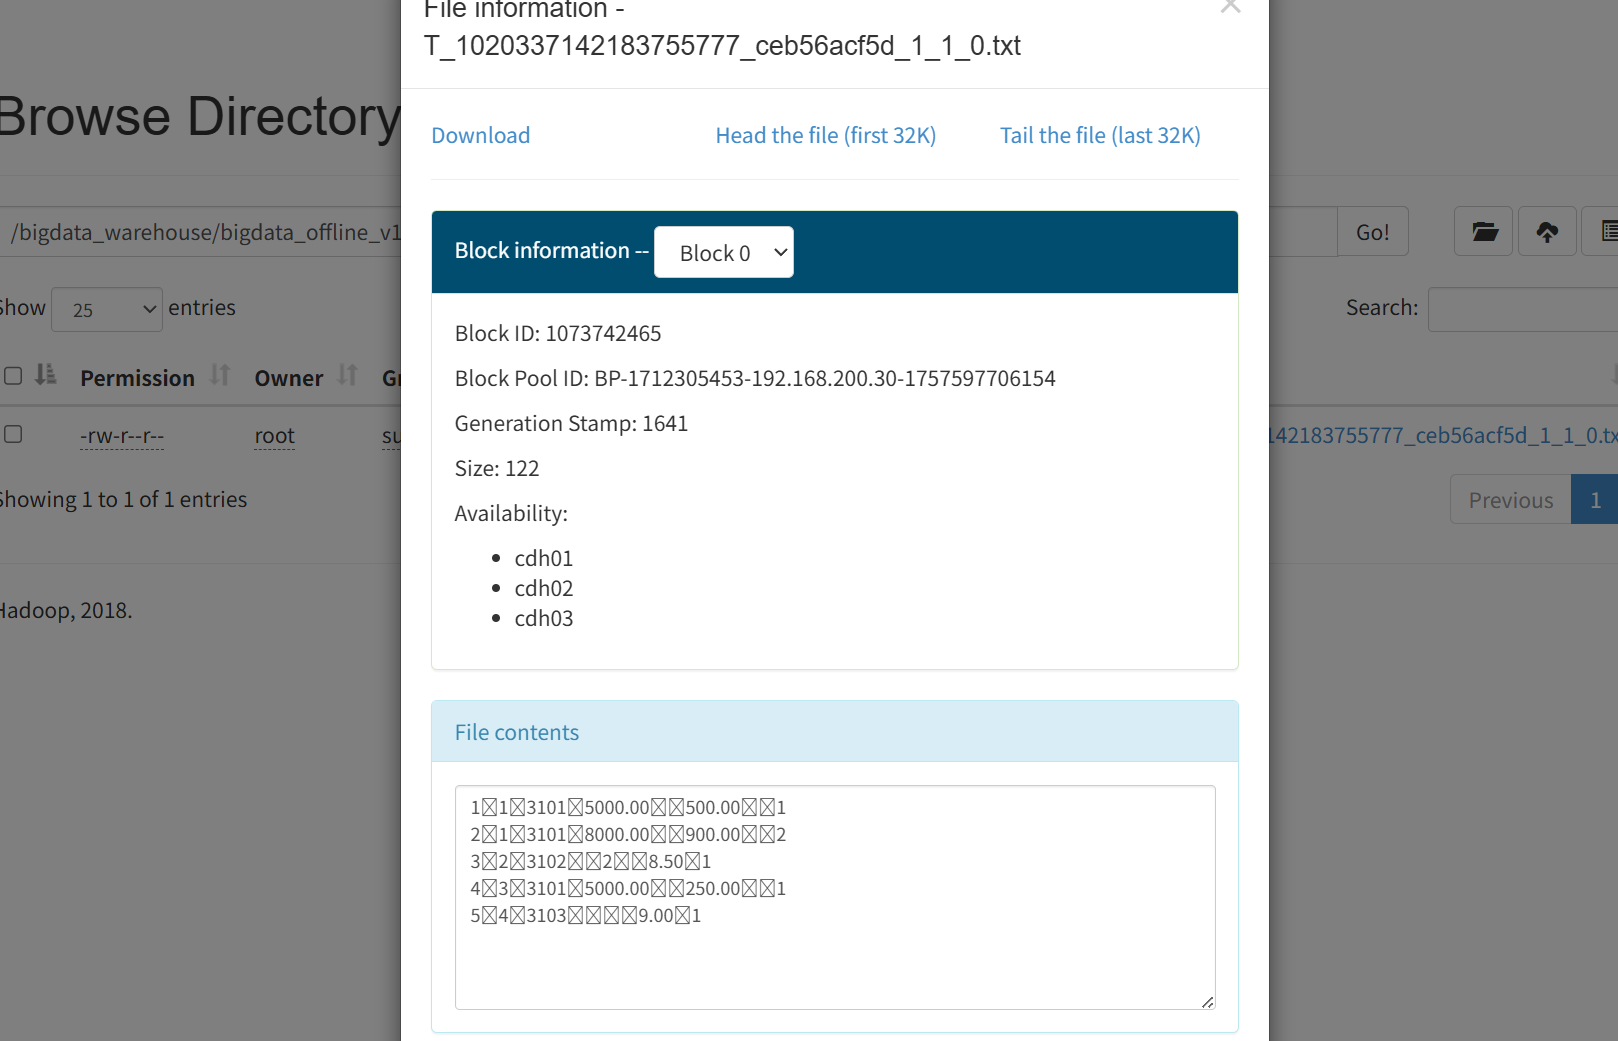 File information -
T_1020337142183755777_ceb56acf5d_1_1_0.txt
×
Browse Directory
Download
Head the file (first 32K)
Tail the file (last 32K)
/bigdata_warehouse/bigdata_offline_v1
Go!
Block information --
Block 0
Show
25
entries
Search:
Block ID: 1073742465
Permission
Owner
Block Pool ID: BP-1712305453-192.168.200.30-1757597706154
Generation Stamp: 1641
-rw-r--r--
root
su
142183755777_ceb56acf5d_1_1_0.tx
Size: 122
Showing 1 to 1 of 1 entries
Previous
1
Availability:
• cdh01
• cdh02
• cdh03
Hadoop, 2018.
File contents
1☒1☒3101☒5000.00☒☒500.00☒☒1
2☒1☒3101☒8000.00☒☒900.00☒☒2
3☒2☒3102☒☒2☒☒8.50☒1
4☒3☒3101☒5000.00☒☒250.00☒☒1
5☒4☒3103☒☒☒☒9.00☒1